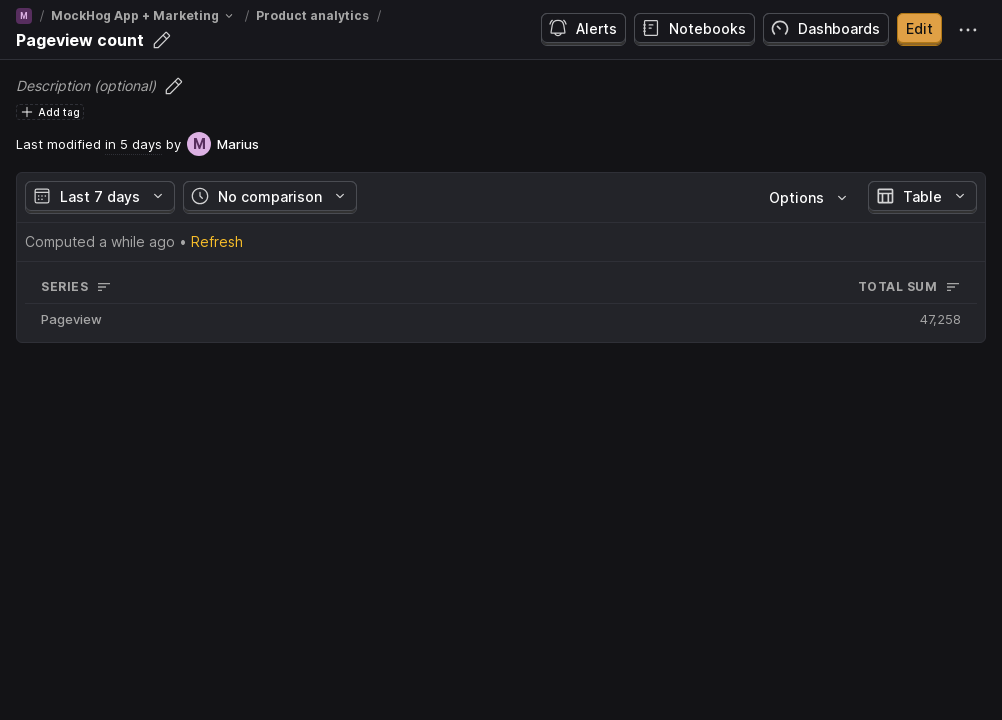 M / MockHog App + Marketing / Product analytics /
Pageview count
Alerts Notebooks Dashboards Edit
Description (optional)
Add tag
Last modified in 5 days by M Marius
Last 7 days No comparison Options Table
Computed a while ago • Refresh
SERIES TOTAL SUM
Pageview 47,258